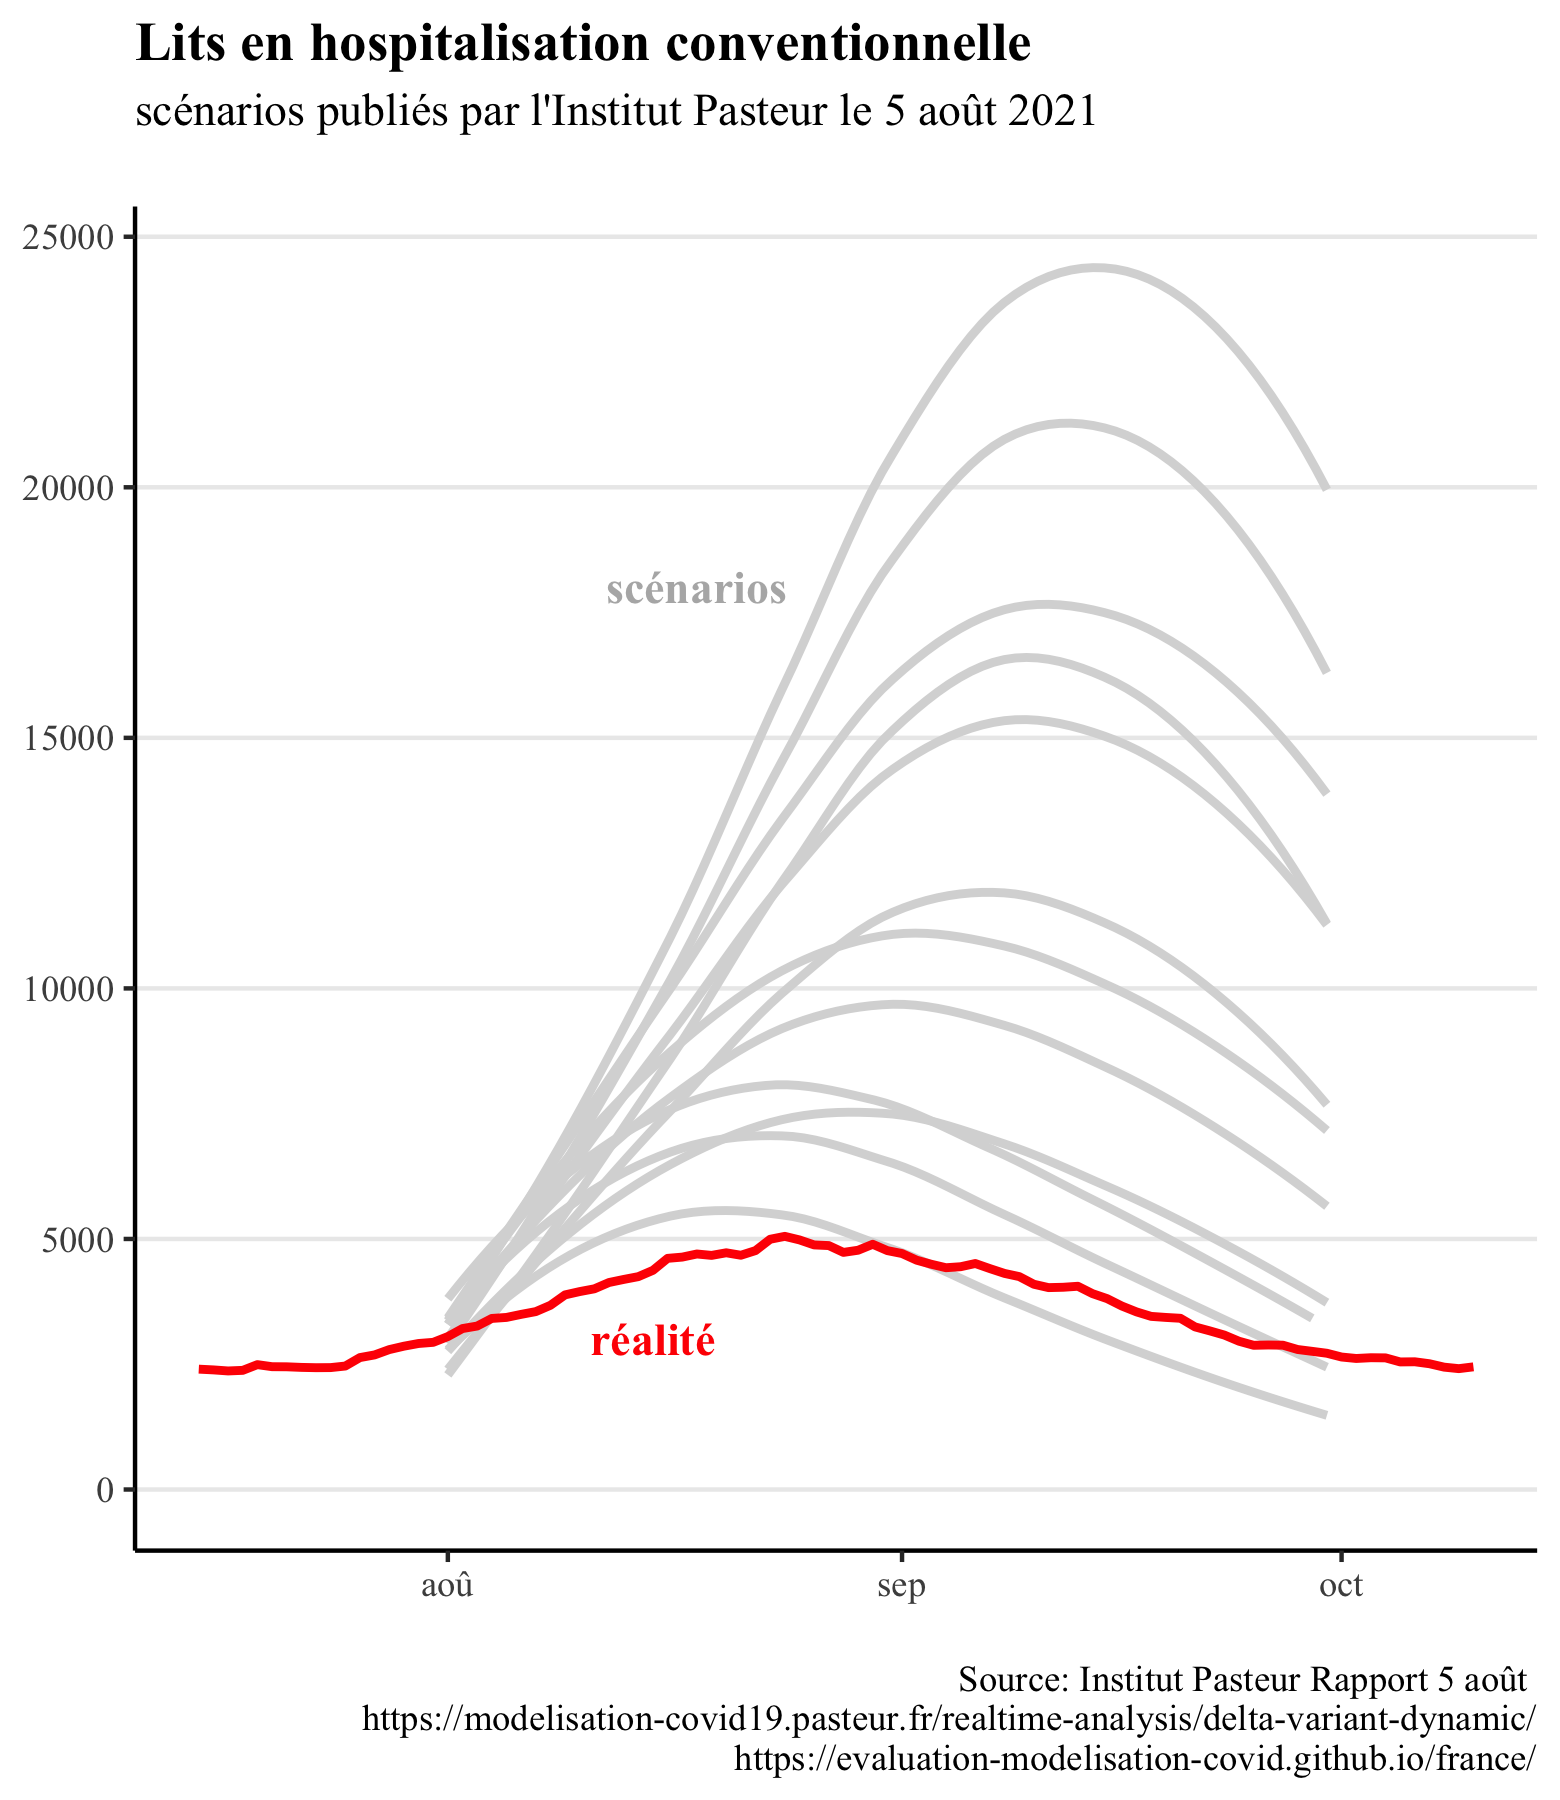 Lits en hospitalisation conventionnelle
scénarios publiés par l'Institut Pasteur le 5 août 2021
25000
20000
scénarios
15000
10000
5000
réalité
0
aoû sep oct
Source: Institut Pasteur Rapport 5 août
https://modelisation-covid19.pasteur.fr/realtime-analysis/delta-variant-dynamic/
https://evaluation-modelisation-covid.github.io/france/